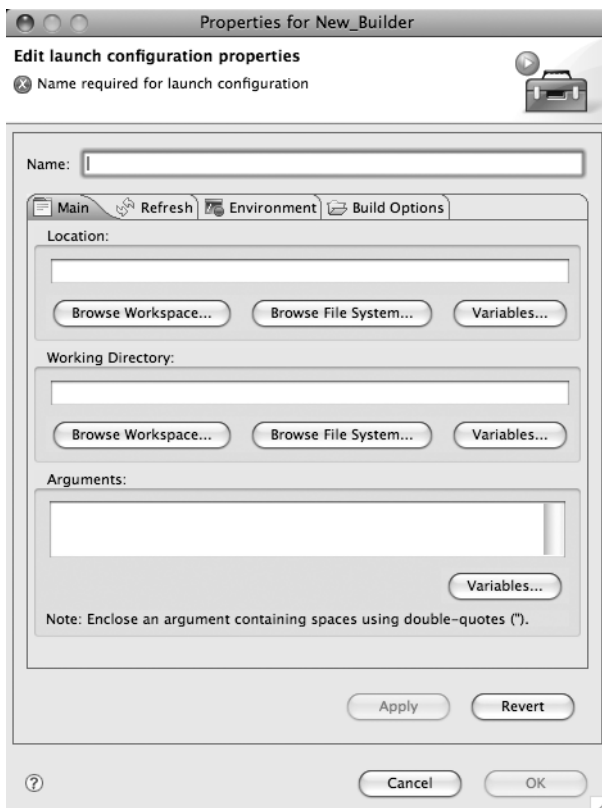 Properties for New_Builder
Edit launch configuration properties
Name required for launch configuration
Name:
Main Refresh Environment Build Options
Location:
Browse Workspace... Browse File System... Variables...
Working Directory:
Browse Workspace... Browse File System... Variables...
Arguments:
Variables...
Note: Enclose an argument containing spaces using double-quotes (").
Apply Revert
? Cancel OK